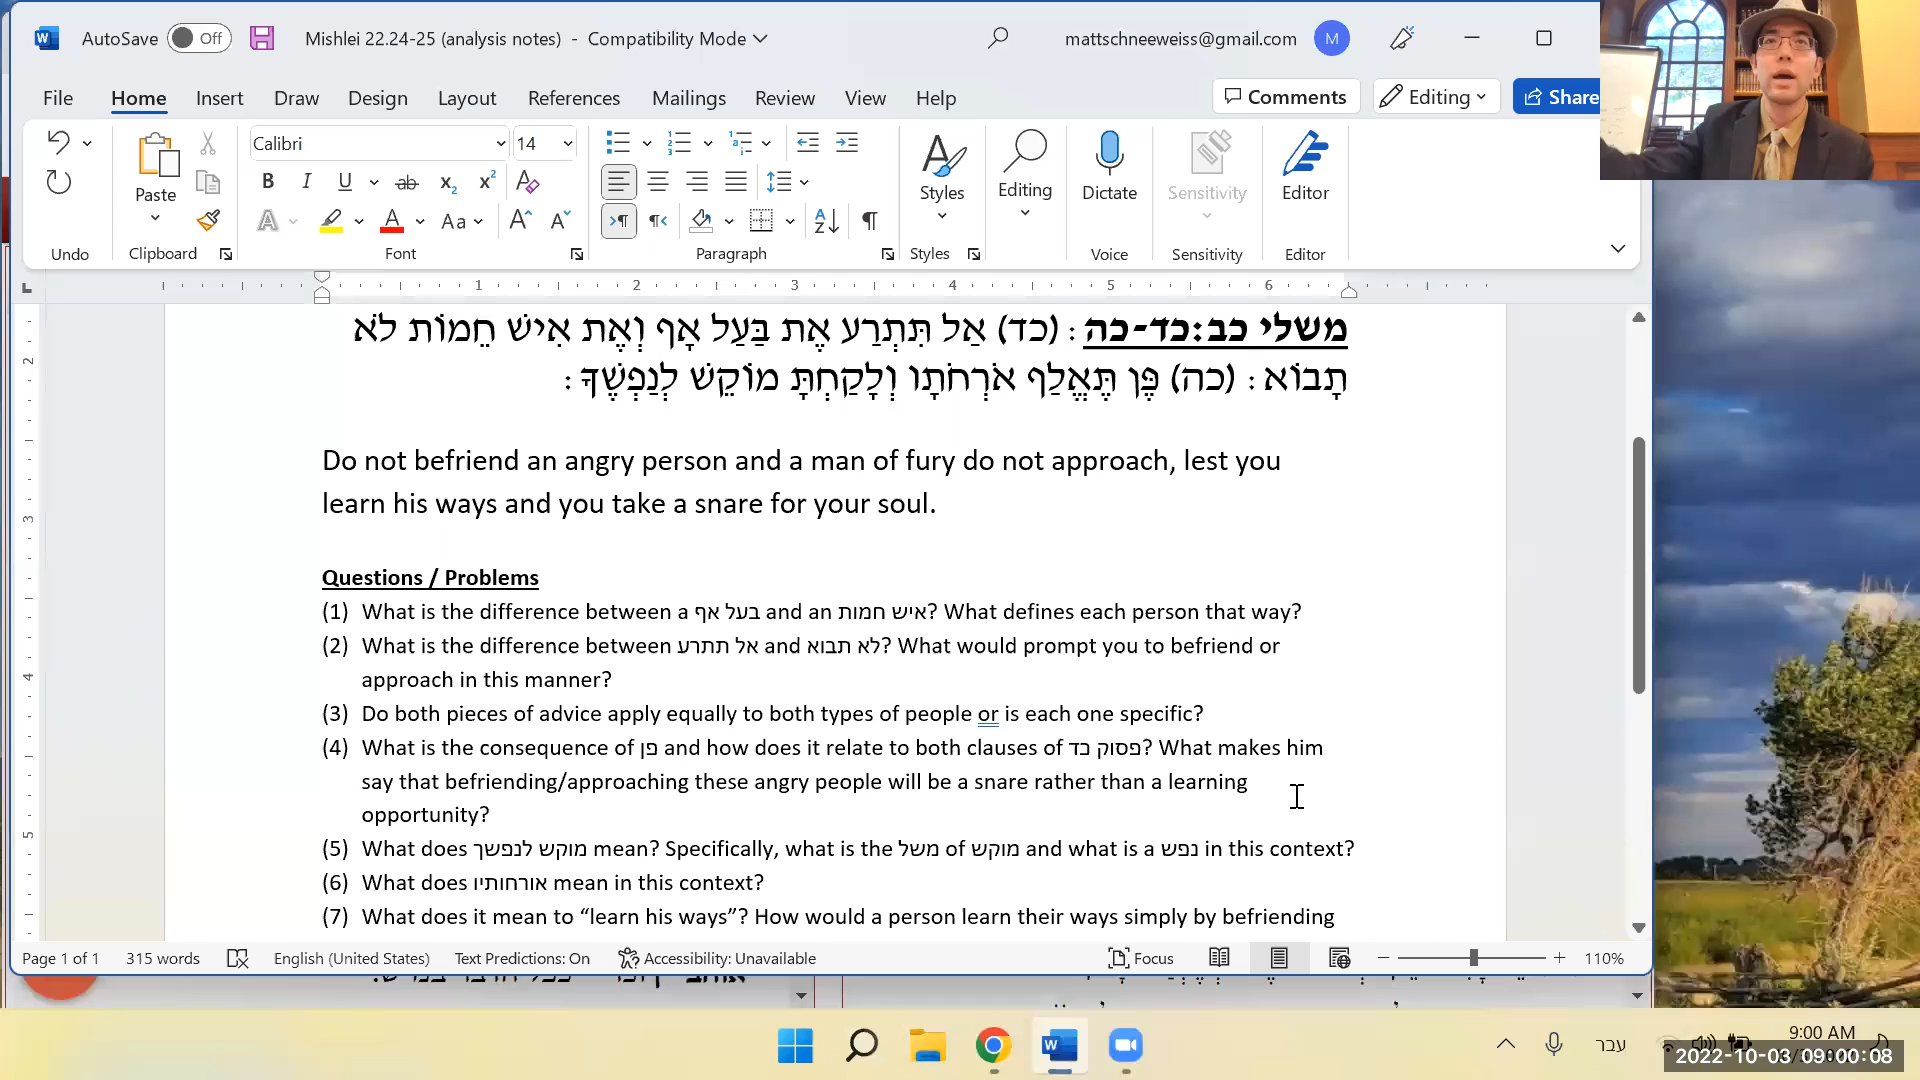 AutoSave Off Mishlei 22.24-25 (analysis notes) - Compatibility Mode mattschneeweiss@gmail.com M
File Home Insert Draw Design Layout References Mailings Review View Help Comments Editing Share
Calibri 14
Paste Styles Editing Dictate Sensitivity Editor
Undo Clipboard Font Paragraph Styles Voice Sensitivity Editor
1 2 3 4 5 6
משלי כב:כד-כה: (כד) אַל תִּתְרַע אֶת בַּעַל אָף וְאֶת אִישׁ חֵמוֹת לֹא
תָבוֹא: (כה) פֶּן תֶּאֱלַף אֹרְחֹתָו וְלָקַחְתָּ מוֹקֵשׁ לְנַפְשֶׁךָ:
Do not befriend an angry person and a man of fury do not approach, lest you
learn his ways and you take a snare for your soul.
Questions / Problems
(1) What is the difference between a בעל אף and an איש חמות? What defines each person that way?
(2) What is the difference between אל תתרע and לא תבוא? What would prompt you to befriend or
approach in this manner?
(3) Do both pieces of advice apply equally to both types of people or is each one specific?
(4) What is the consequence of פן and how does it relate to both clauses of פסוק כד? What makes him
say that befriending/approaching these angry people will be a snare rather than a learning
opportunity?
(5) What does מוקש לנפשך mean? Specifically, what is the משל of מוקש and what is a נפש in this context?
(6) What does אורחותיו mean in this context?
(7) What does it mean to “learn his ways”? How would a person learn their ways simply by befriending
2
3
4
5
Page 1 of 1 315 words English (United States) Text Predictions: On Accessibility: Unavailable Focus 110%
עבר 9:00 AM
2022-10-03 09:00:08